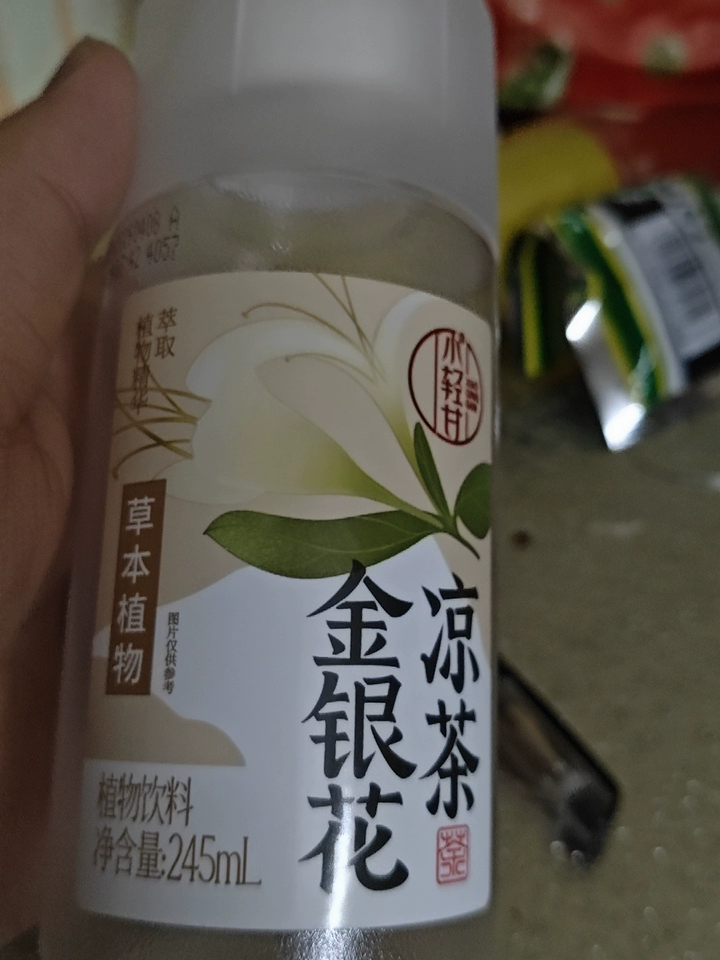 萃取
植物精华
水轻甘
草本植物
图片仅供参考
凉茶
金银花
茶
植物饮料
净含量:245mL